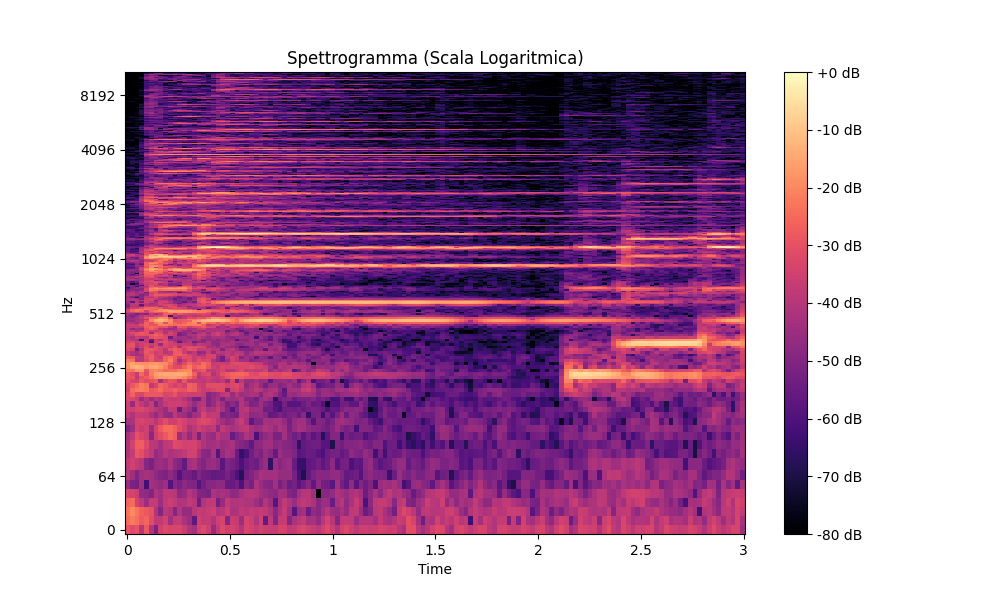 Spettrogramma (Scala Logaritmica)
8192
4096
2048
1024
512
256
128
64
0
Hz
0
0.5
1
1.5
2
2.5
3
Time
+0 dB
-10 dB
-20 dB
-30 dB
-40 dB
-50 dB
-60 dB
-70 dB
-80 dB